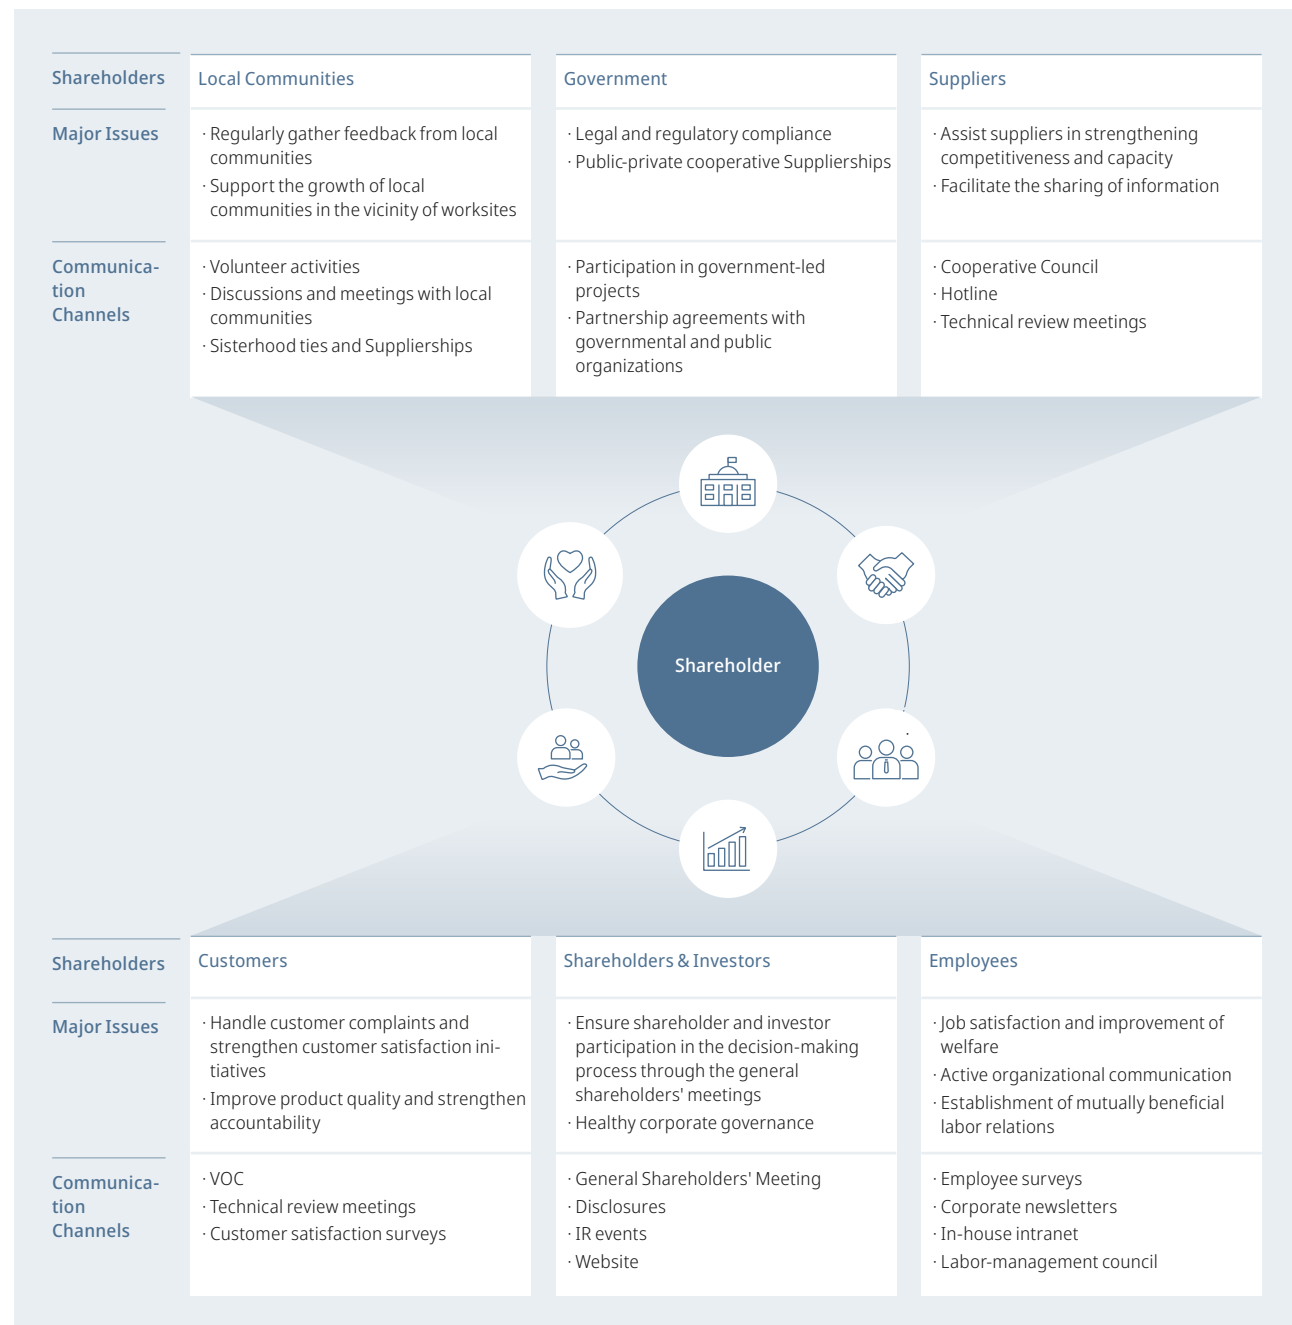 Shareholders
Local Communities
Government
Suppliers
Major Issues
· Regularly gather feedback from local
communities
· Support the growth of local
communities in the vicinity of worksites
· Legal and regulatory compliance
· Public-private cooperative Supplierships
· Assist suppliers in strengthening
competitiveness and capacity
· Facilitate the sharing of information
Communica-
tion
Channels
· Volunteer activities
· Discussions and meetings with local
communities
· Sisterhood ties and Supplierships
· Participation in government-led
projects
· Partnership agreements with
governmental and public
organizations
· Cooperative Council
· Hotline
· Technical review meetings
Shareholder
Shareholders
Customers
Shareholders & Investors
Employees
Major Issues
· Handle customer complaints and
strengthen customer satisfaction ini-
tiatives
· Improve product quality and strengthen
accountability
· Ensure shareholder and investor
participation in the decision-making
process through the general
shareholders' meetings
· Healthy corporate governance
· Job satisfaction and improvement of
welfare
· Active organizational communication
· Establishment of mutually beneficial
labor relations
Communica-
tion
Channels
· VOC
· Technical review meetings
· Customer satisfaction surveys
· General Shareholders' Meeting
· Disclosures
· IR events
· Website
· Employee surveys
· Corporate newsletters
· In-house intranet
· Labor-management council